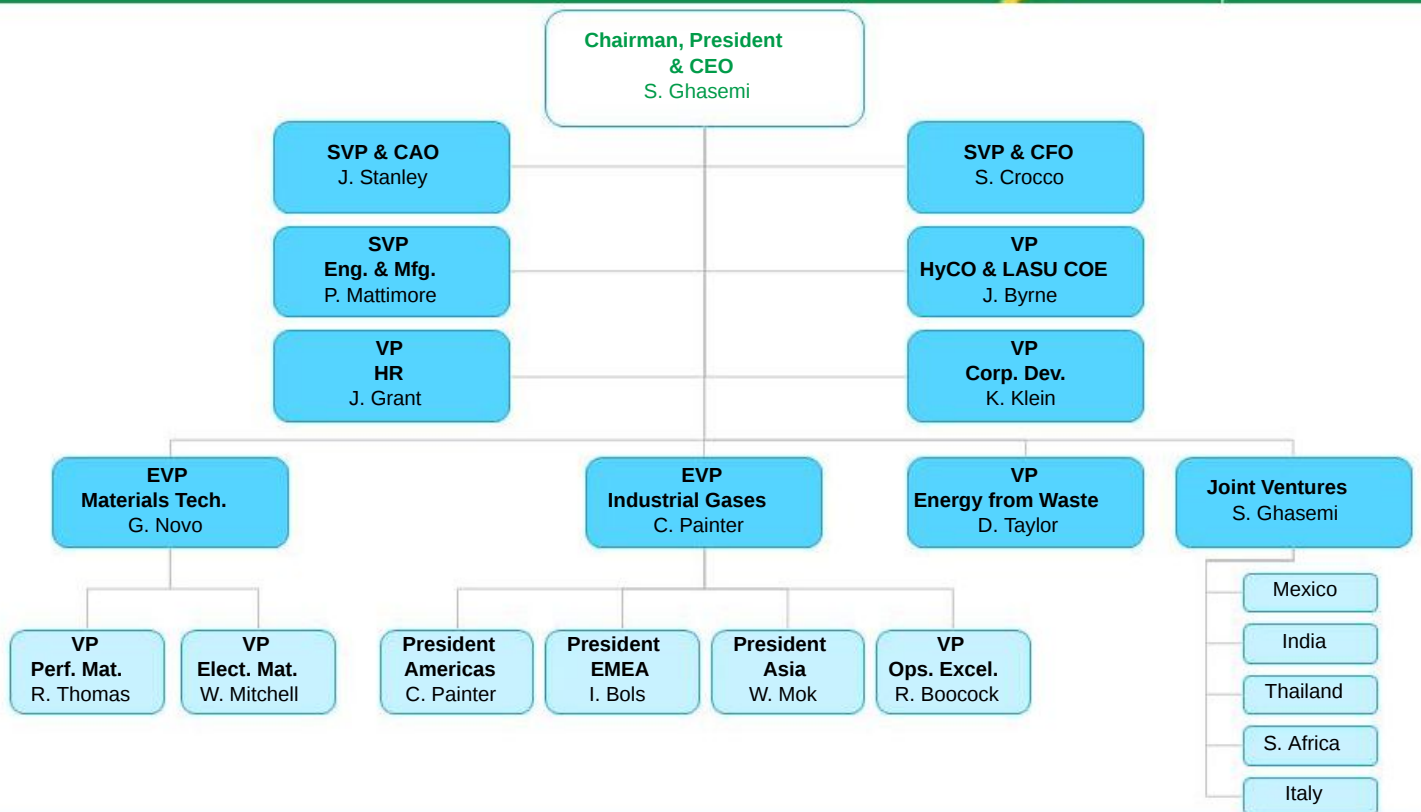 Chairman, President
& CEO
S. Ghasemi
SVP & CAO
J. Stanley
SVP & CFO
S. Crocco
SVP
Eng. & Mfg.
P. Mattimore
VP
HyCO & LASU COE
J. Byrne
VP
HR
J. Grant
VP
Corp. Dev.
K. Klein
EVP
Materials Tech.
G. Novo
EVP
Industrial Gases
C. Painter
VP
Energy from Waste
D. Taylor
Joint Ventures
S. Ghasemi
VP
Perf. Mat.
R. Thomas
VP
Elect. Mat.
W. Mitchell
President
Americas
C. Painter
President
EMEA
I. Bols
President
Asia
W. Mok
VP
Ops. Excel.
R. Boocock
Mexico
India
Thailand
S. Africa
Italy